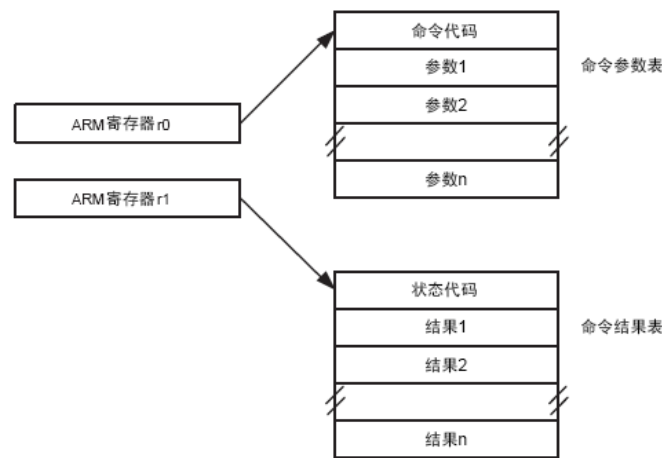 命令代码
参数1
命令参数表
参数2
ARM寄存器r0
参数n
ARM寄存器r1
状态代码
结果1
命令结果表
结果2
结果n